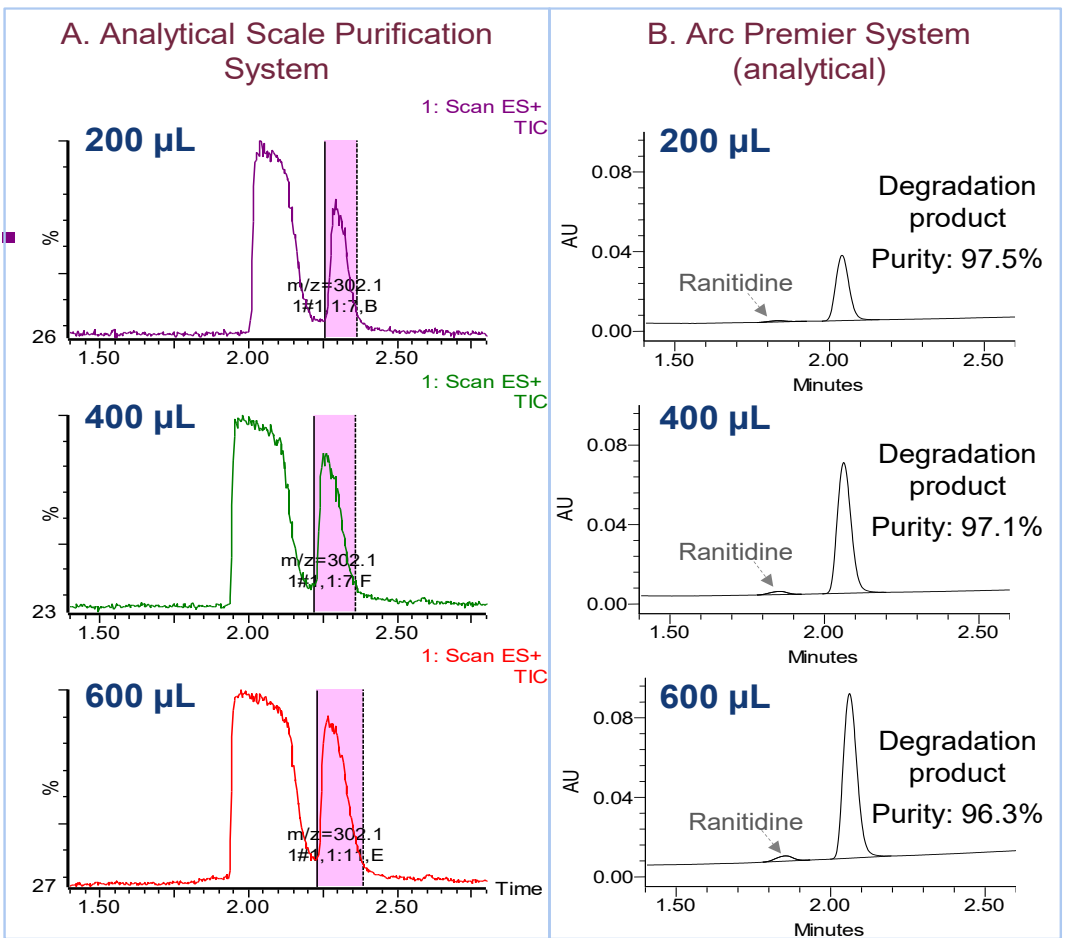 A. Analytical Scale Purification
System
1: Scan ES+
TIC
200 µL
%
m/z=302.1
1#1,1:7,B
26
1.50 2.00 2.50
1: Scan ES+
TIC
400 µL
%
m/z=302.1
1#1,1:7,F
23
1.50 2.00 2.50
1: Scan ES+
TIC
600 µL
%
m/z=302.1
1#1,1:11,E
27
Time
1.50 2.00 2.50
B. Arc Premier System
(analytical)
200 µL
0.08
Degradation
product
AU
0.04
Purity: 97.5%
Ranitidine
0.00
1.50 2.00 2.50
Minutes
400 µL
0.08
Degradation
product
AU
0.04
Purity: 97.1%
Ranitidine
0.00
1.50 2.00 2.50
Minutes
600 µL
0.08
Degradation
product
AU
0.04
Purity: 96.3%
Ranitidine
0.00
1.50 2.00 2.50
Minutes